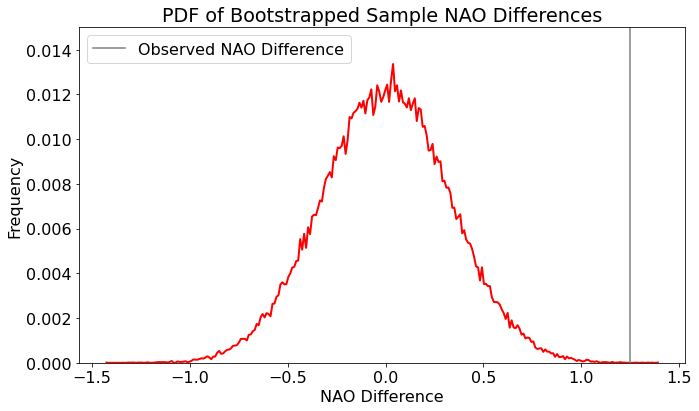 PDF of Bootstrapped Sample NAO Differences
Observed NAO Difference
Frequency
0.014
0.012
0.010
0.008
0.006
0.004
0.002
0.000
−1.5 −1.0 −0.5 0.0 0.5 1.0 1.5
NAO Difference